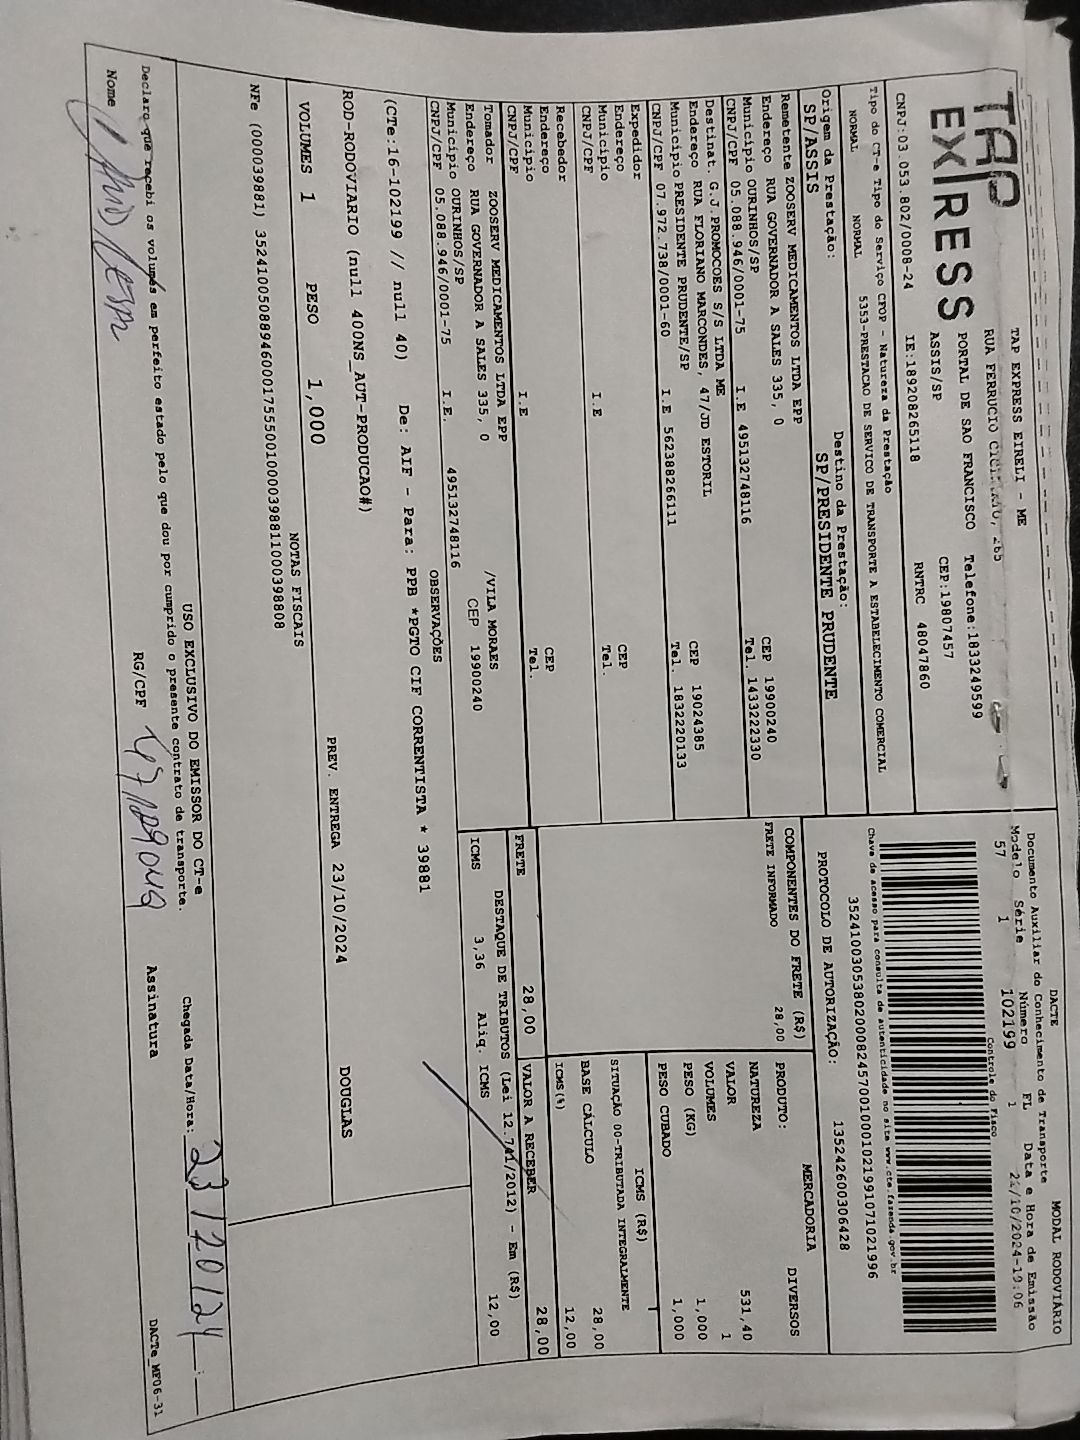 TAP
EXPRESS
TAP EXPRESS EIRELI - ME
RUA FERRUCIO
PORTAL DE SAO FRANCISCO Telefone:1833249599
ASSIS/SP CEP:19807457
CNPJ:03.053.802/0008-24 IE:189208265118 RNTRC 48047860
DACTE MODAL RODOVIÁRIO
Documento Auxiliar do Conhecimento de Transporte
Modelo Série Número FL Data e Hora de Emissão
57 1 102199 1
Controle do Fisco
Chave de acesso para consulta de autenticidade no site www.cte.fazenda.gov.br
35241003053802000824570010001021991071021996
PROTOCOLO DE AUTORIZAÇÃO: 135242600306428
Tipo do CT-e Tipo do Serviço CFOP - Natureza da Prestação
NORMAL NORMAL 5353-PRESTACAO DE SERVICO DE TRANSPORTE A ESTABELECIMENTO COMERCIAL
Origem da Prestação: Destino da Prestação:
SP/ASSIS SP/PRESIDENTE PRUDENTE
Remetente ZOOSERV MEDICAMENTOS LTDA EPP
Endereço RUA GOVERNADOR A SALES 335, 0 CEP 19900240
Município OURINHOS/SP Tel. 1433222330
CNPJ/CPF 05.088.946/0001-75 I.E 495132748116
Destinat. G.J.PROMOCOES S/S LTDA ME
Endereço RUA FLORIANO MARCONDES, 47/JD ESTORIL CEP 19024385
Município PRESIDENTE PRUDENTE/SP Tel. 1832220133
CNPJ/CPF 07.972.738/0001-60 I.E 562388266111
Expedidor
Endereço CEP
Município Tel.
CNPJ/CPF I.E
Recebedor
Endereço CEP
Município Tel.
CNPJ/CPF I.E
Tomador ZOOSERV MEDICAMENTOS LTDA EPP
Endereço RUA GOVERNADOR A SALES 335, 0 /VILA MORAES
Município OURINHOS/SP CEP 19900240
CNPJ/CPF 05.088.946/0001-75 I.E. 495132748116
COMPONENTES DO FRETE (R$)
FRETE INFORMADO 28,00
MERCADORIA
PRODUTO: DIVERSOS
NATUREZA
VALOR 531,40
VOLUMES 1
PESO (KG) 1,000
PESO CUBADO 1,000
ICMS (R$)
SITUAÇÃO 00-TRIBUTADA INTEGRALMENTE
BASE CÁLCULO 28,00
ICMS(%) 12,00
FRETE 28,00 VALOR A RECEBER 28,00
DESTAQUE DE TRIBUTOS (Lei 12.741/2012) - Em (R$)
ICMS 3,36 Aliq. ICMS 12,00
OBSERVAÇÕES
(CTe:16-102199 // null 40) De: AIF - Para: PPB *PGTO CIF CORRENTISTA * 39881
ROD-RODOVIARIO (null 400NS_AUT-PRODUCAO#)
DOUGLAS
VOLUMES 1 PESO 1,000 PREV. ENTREGA 23/10/2024
NOTAS FISCAIS
NFe (000039881) 35241005088946000175550010000398811000398808
USO EXCLUSIVO DO EMISSOR DO CT-e
Declaro que recebi os volumes em perfeito estado pelo que dou por cumprido o presente contrato de transporte.
Chegada Data/Hora: 23/10/24 :
Nome RG/CPF Assinatura
DACTe_MF06-31